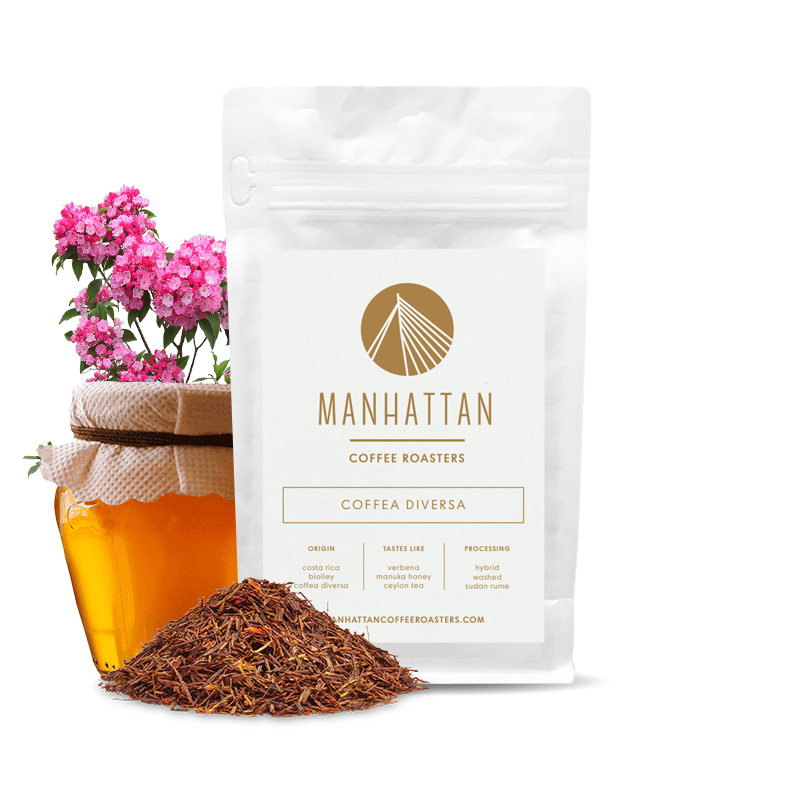 MANHATTAN
COFFEE ROASTERS
COFFEA DIVERSA
ORIGIN
costa rica
biolley
coffea diversa
TASTES LIKE
verbena
manuka honey
ceylon tea
PROCESSING
hybrid
washed
sudan rume
ANHATTANCOFFEEROASTERS.COM